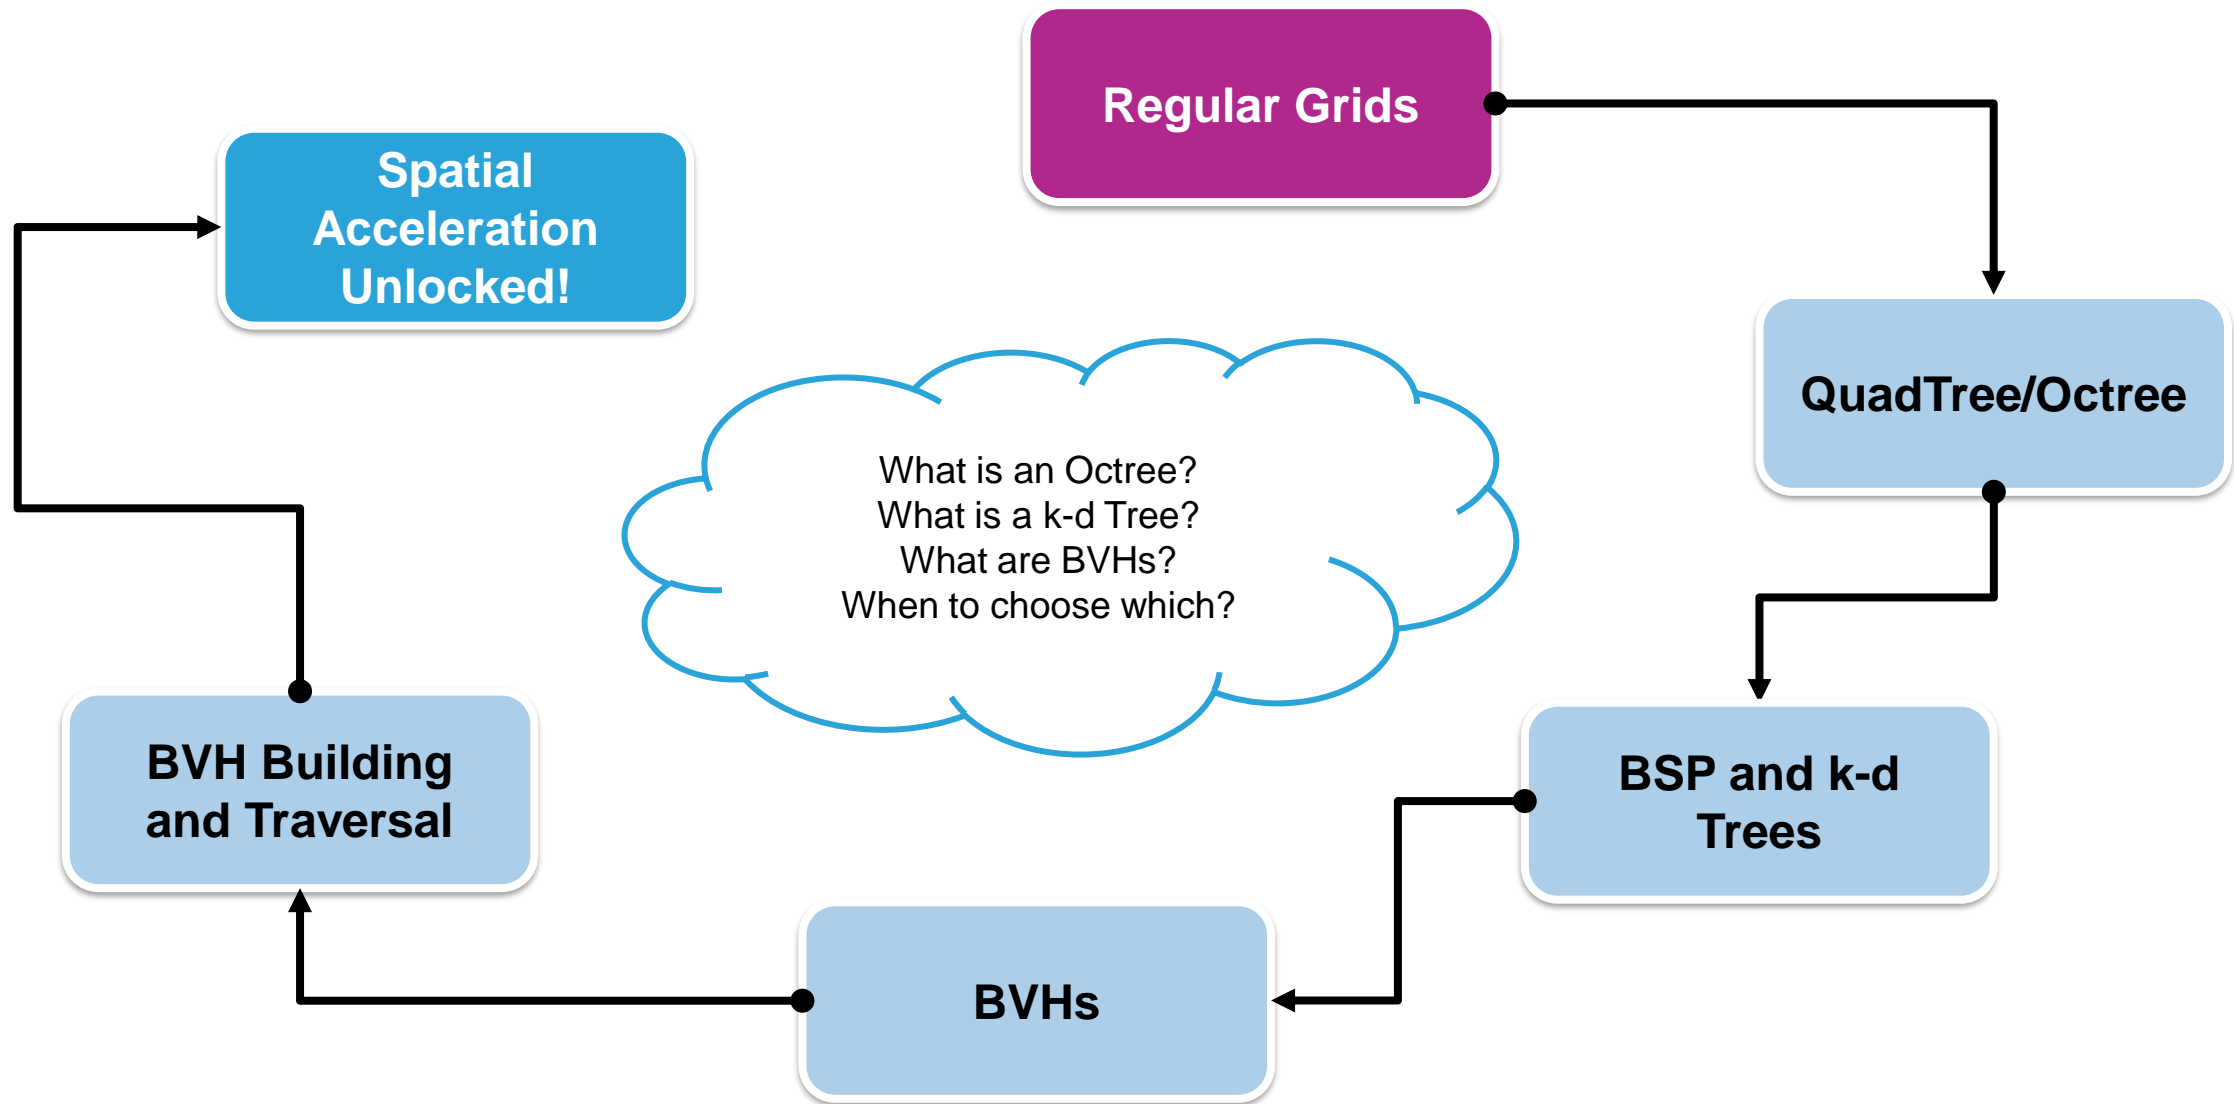 Regular Grids
Spatial
Acceleration
Unlocked!
QuadTree/Octree
What is an Octree?
What is a k-d Tree?
What are BVHs?
When to choose which?
BVH Building
and Traversal
BSP and k-d
Trees
BVHs